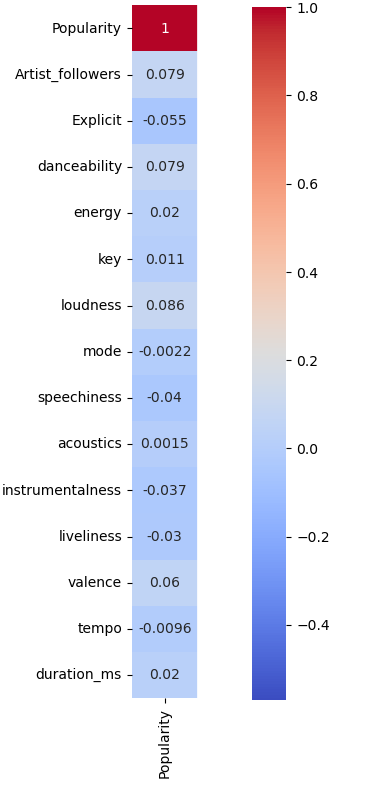 Popularity 1 1.0
Artist_followers 0.079 0.8
Explicit -0.055
danceability 0.079 0.6
energy 0.02
key 0.011 0.4
loudness 0.086
mode -0.0022 0.2
speechiness -0.04
acoustics 0.0015 0.0
instrumentalness -0.037
liveliness -0.03 −0.2
valence 0.06
tempo -0.0096 −0.4
duration_ms 0.02
Popularity